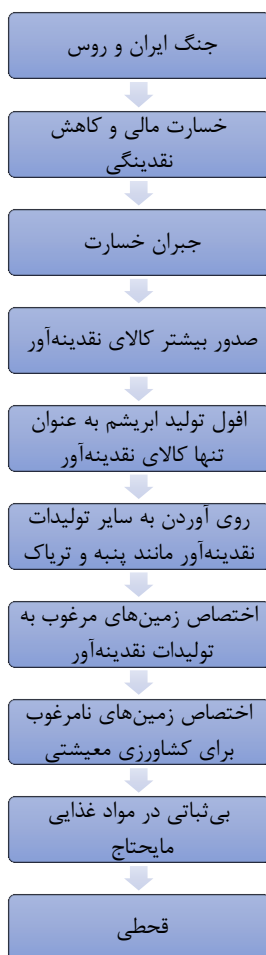 جنگ ایران و روس
خسارت مالی و کاهش
نقدینگی
جبران خسارت
صدور بیشتر کالای نقدینه‌آور
افول تولید ابریشم به عنوان
تنها کالای نقدینه‌آور
روی آوردن به سایر تولیدات
نقدینه‌آور مانند پنبه و تریاک
اختصاص زمین‌های مرغوب به
تولیدات نقدینه‌آور
اختصاص زمین‌های نامرغوب
برای کشاورزی معیشتی
بی‌ثباتی در مواد غذایی
مایحتاج
قحطی